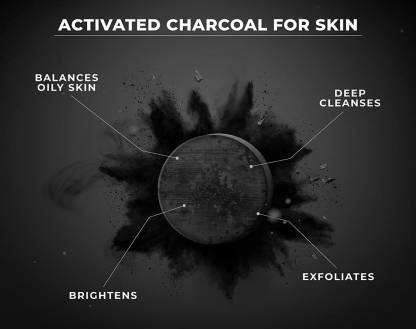 ACTIVATED CHARCOAL FOR SKIN
BALANCES
OILY SKIN
DEEP
CLEANSES
BRIGHTENS
EXFOLIATES